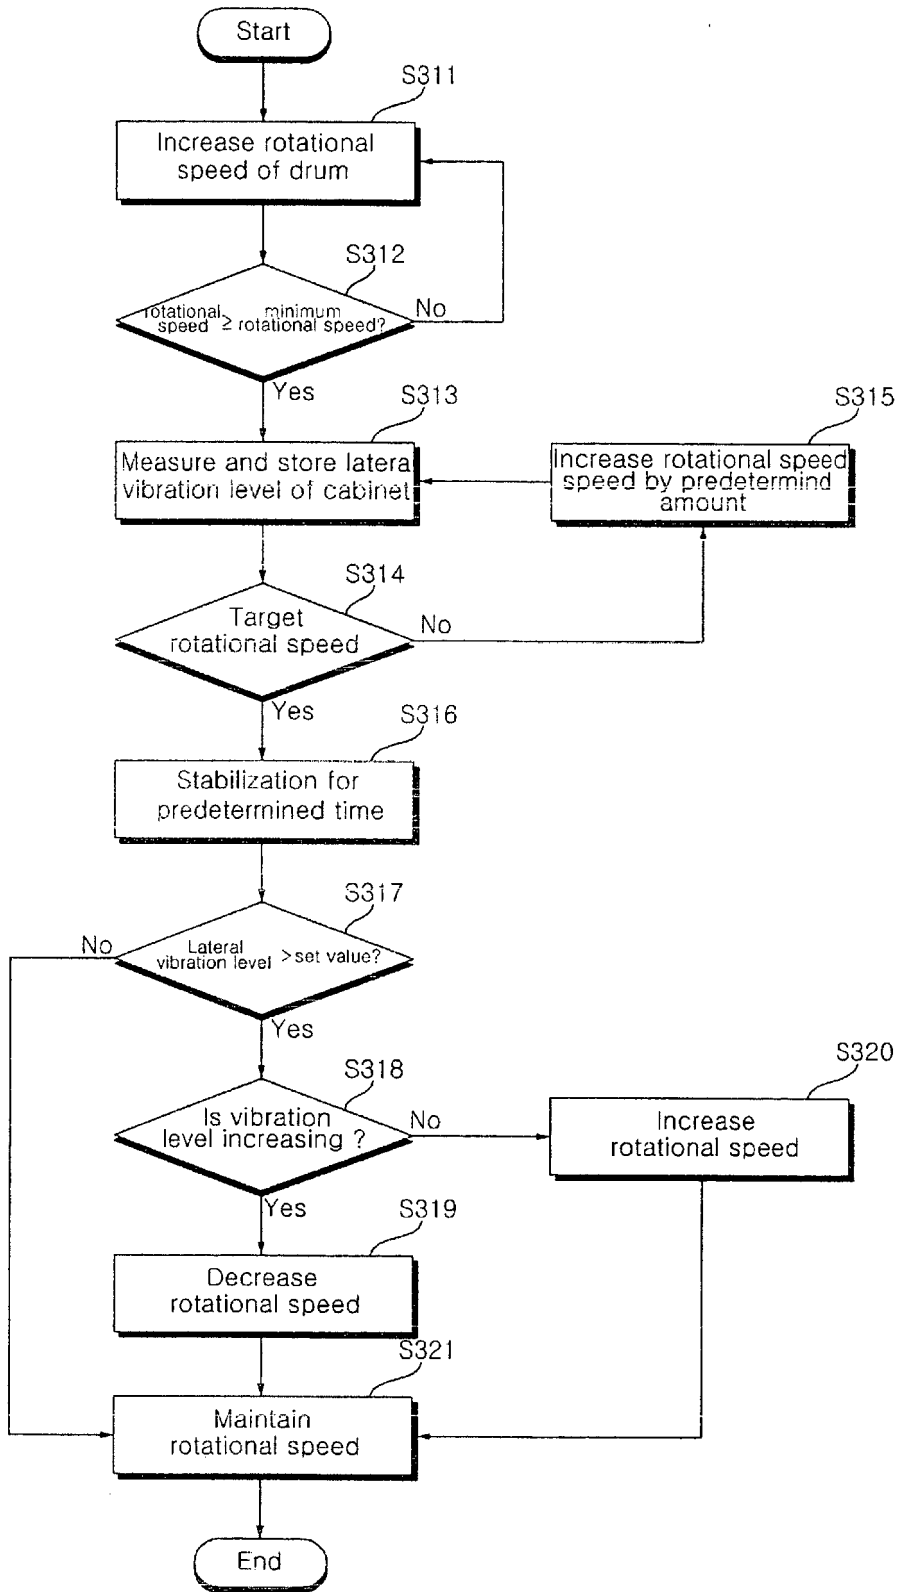 Start
S311
Increase rotational
speed of drum
S312
rotational
speed
≥
minimum
rotational speed?
No
Yes
S313
Measure and store latera
vibration level of cabinet
S315
Increase rotational speed
speed by predetermind
amount
S314
Target
rotational speed
No
Yes
S316
Stabilization for
predetermined time
S317
No
Lateral
vibration level
> set value?
Yes
S318
Is vibration
level increasing ?
No
S320
Increase
rotational speed
Yes
S319
Decrease
rotational speed
S321
Maintain
rotational speed
End